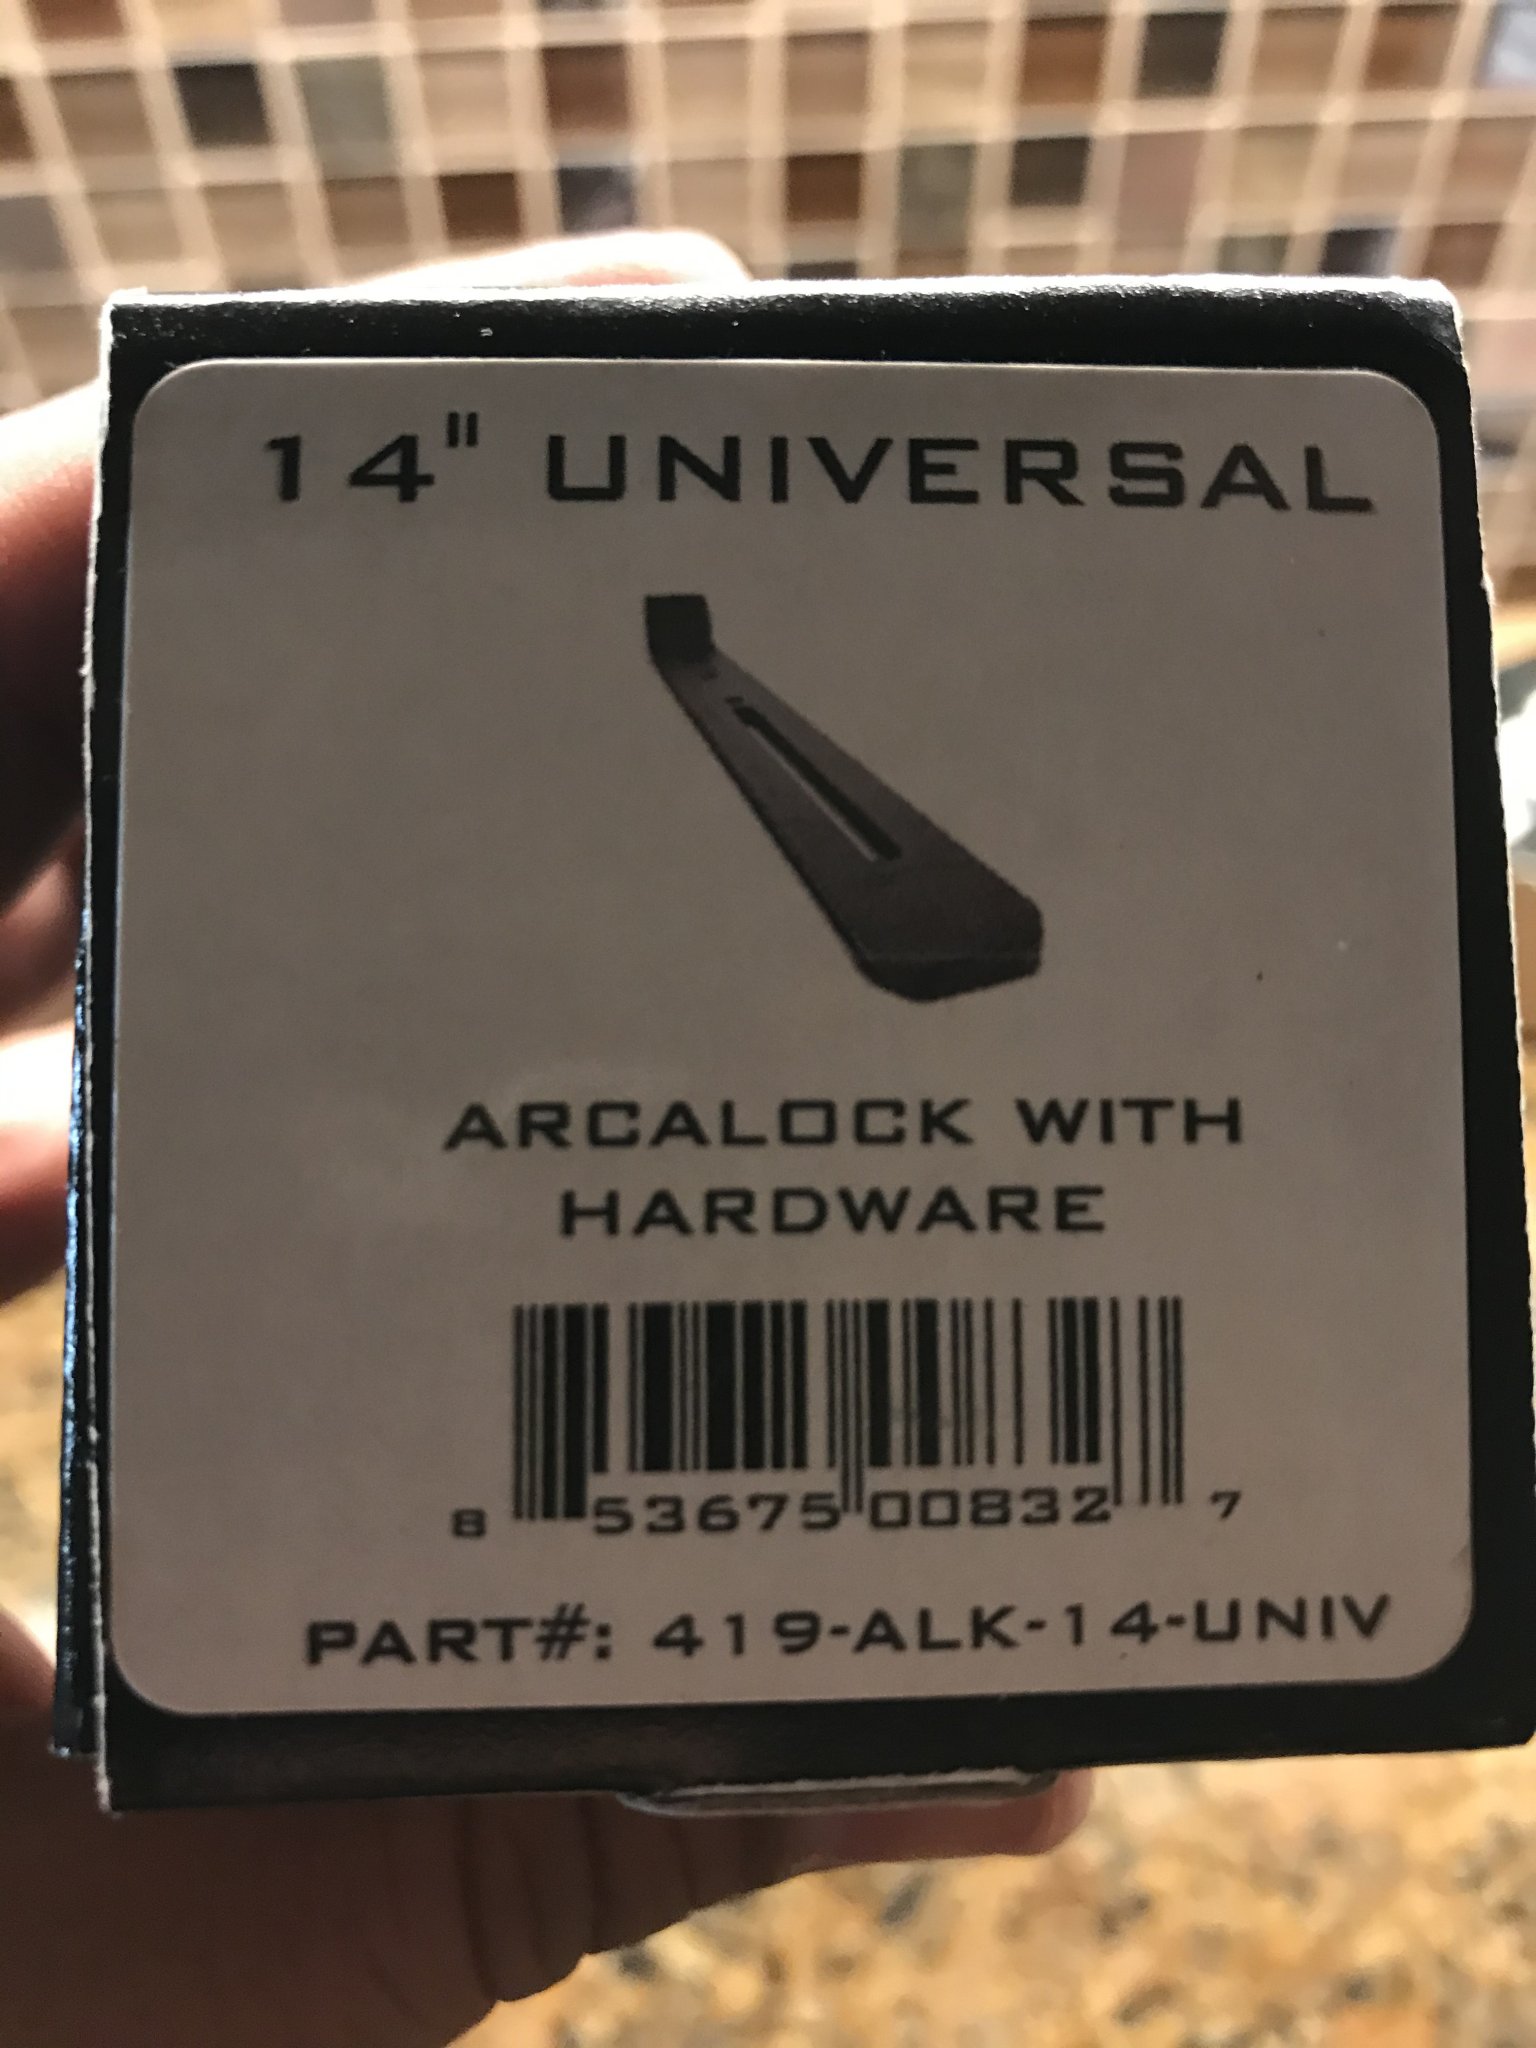 14" UNIVERSAL
ARCALOCK WITH
HARDWARE
8 53675 00832 7
PART#: 419-ALK-14-UNIV